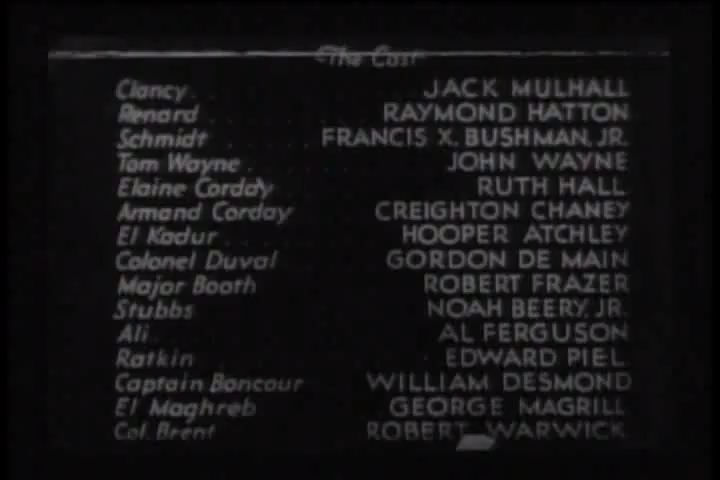 The Cast
Clancy JACK MULHALL
Renard RAYMOND HATTON
Schmidt FRANCIS X. BUSHMAN, JR.
Tom Wayne JOHN WAYNE
Elaine Corday RUTH HALL
Armand Corday CREIGHTON CHANEY
El Kadur HOOPER ATCHLEY
Colonel Duval GORDON DE MAIN
Major Booth ROBERT FRAZER
Stubbs NOAH BEERY, JR.
Ali AL FERGUSON
Ratkin EDWARD PIEL
Captain Boncour WILLIAM DESMOND
El Maghreb GEORGE MAGRILL
Col. Brent ROBERT WARWICK